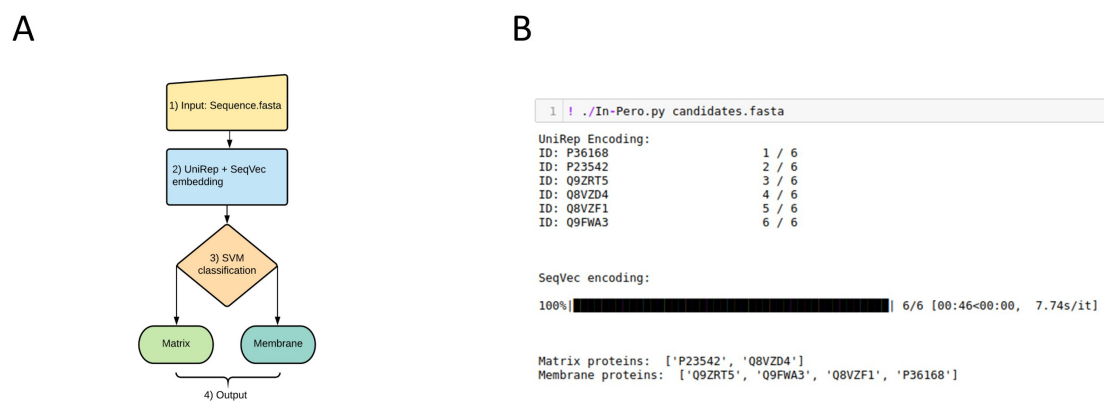 A
1) Input: Sequence.fasta
2) UniRep + SeqVec
embedding
3) SVM
classification
Matrix
Membrane
4) Output
B
1 ! ./In-Pero.py candidates.fasta
UniRep Encoding:
ID: P36168 1 / 6
ID: P23542 2 / 6
ID: Q9ZRT5 3 / 6
ID: Q8VZD4 4 / 6
ID: Q8VZF1 5 / 6
ID: Q9FWA3 6 / 6
SeqVec encoding:
100%| | 6/6 [00:46<00:00, 7.74s/it]
Matrix proteins: ['P23542', 'Q8VZD4']
Membrane proteins: ['Q9ZRT5', 'Q9FWA3', 'Q8VZF1', 'P36168']